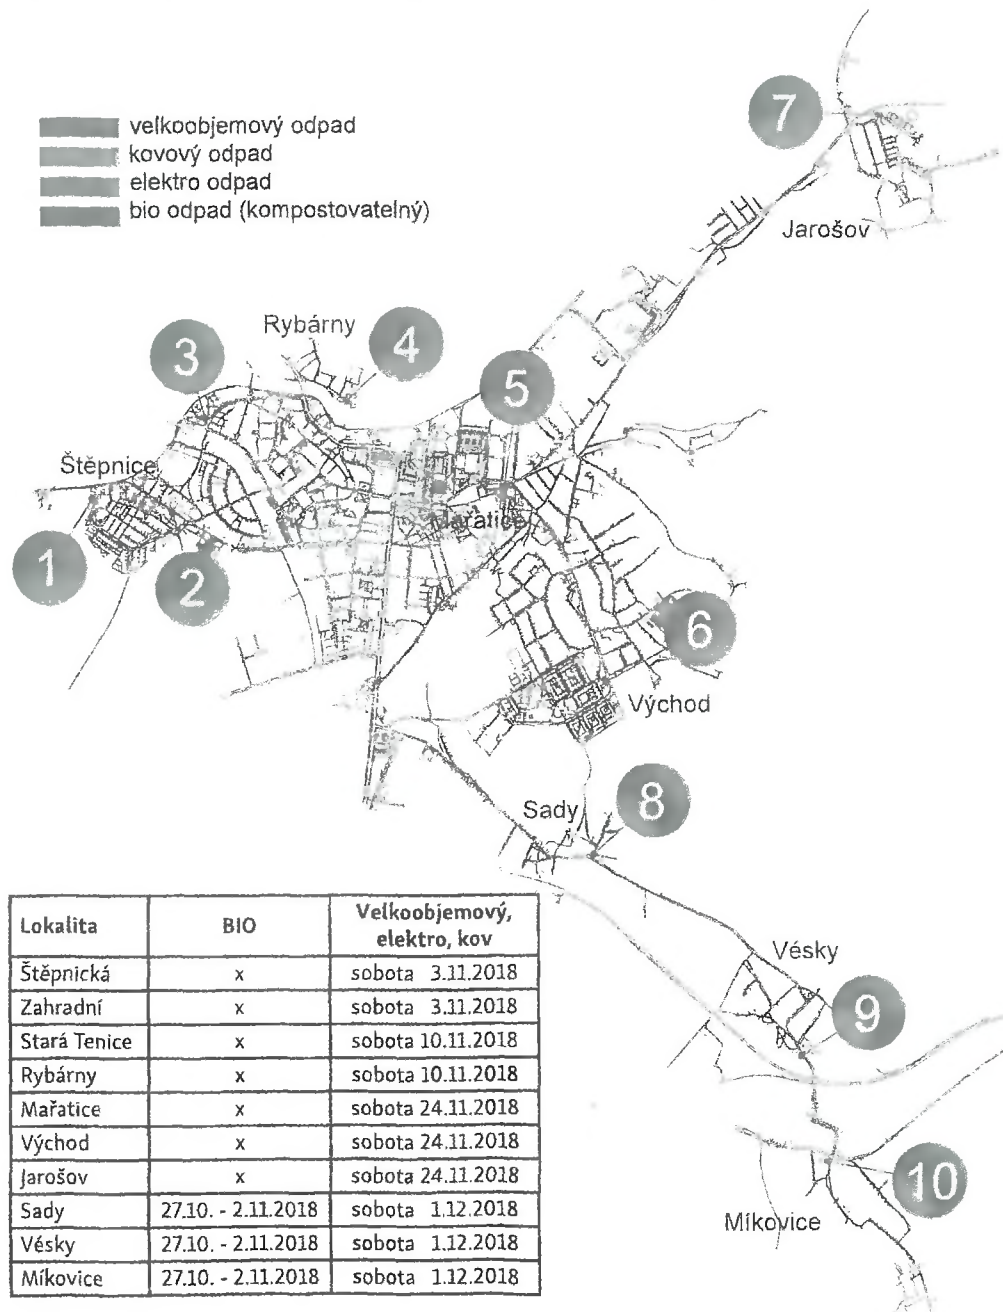 velkoobjemový odpad
kovový odpad
elektro odpad
bio odpad (kompostovatelný)
7
Jarošov
Rybárny
3
4
5
Štěpnice
Mařatice
1
2
6
Východ
8
Sady
Vésky
9
10
Míkovice
Lokalita BIO Velkoobjemový, elektro, kov
Štěpnická x sobota 3.11.2018
Zahradní x sobota 3.11.2018
Stará Tenice x sobota 10.11.2018
Rybárny x sobota 10.11.2018
Mařatice x sobota 24.11.2018
Východ x sobota 24.11.2018
Jarošov x sobota 24.11.2018
Sady 27.10. - 2.11.2018 sobota 1.12.2018
Vésky 27.10. - 2.11.2018 sobota 1.12.2018
Míkovice 27.10. - 2.11.2018 sobota 1.12.2018